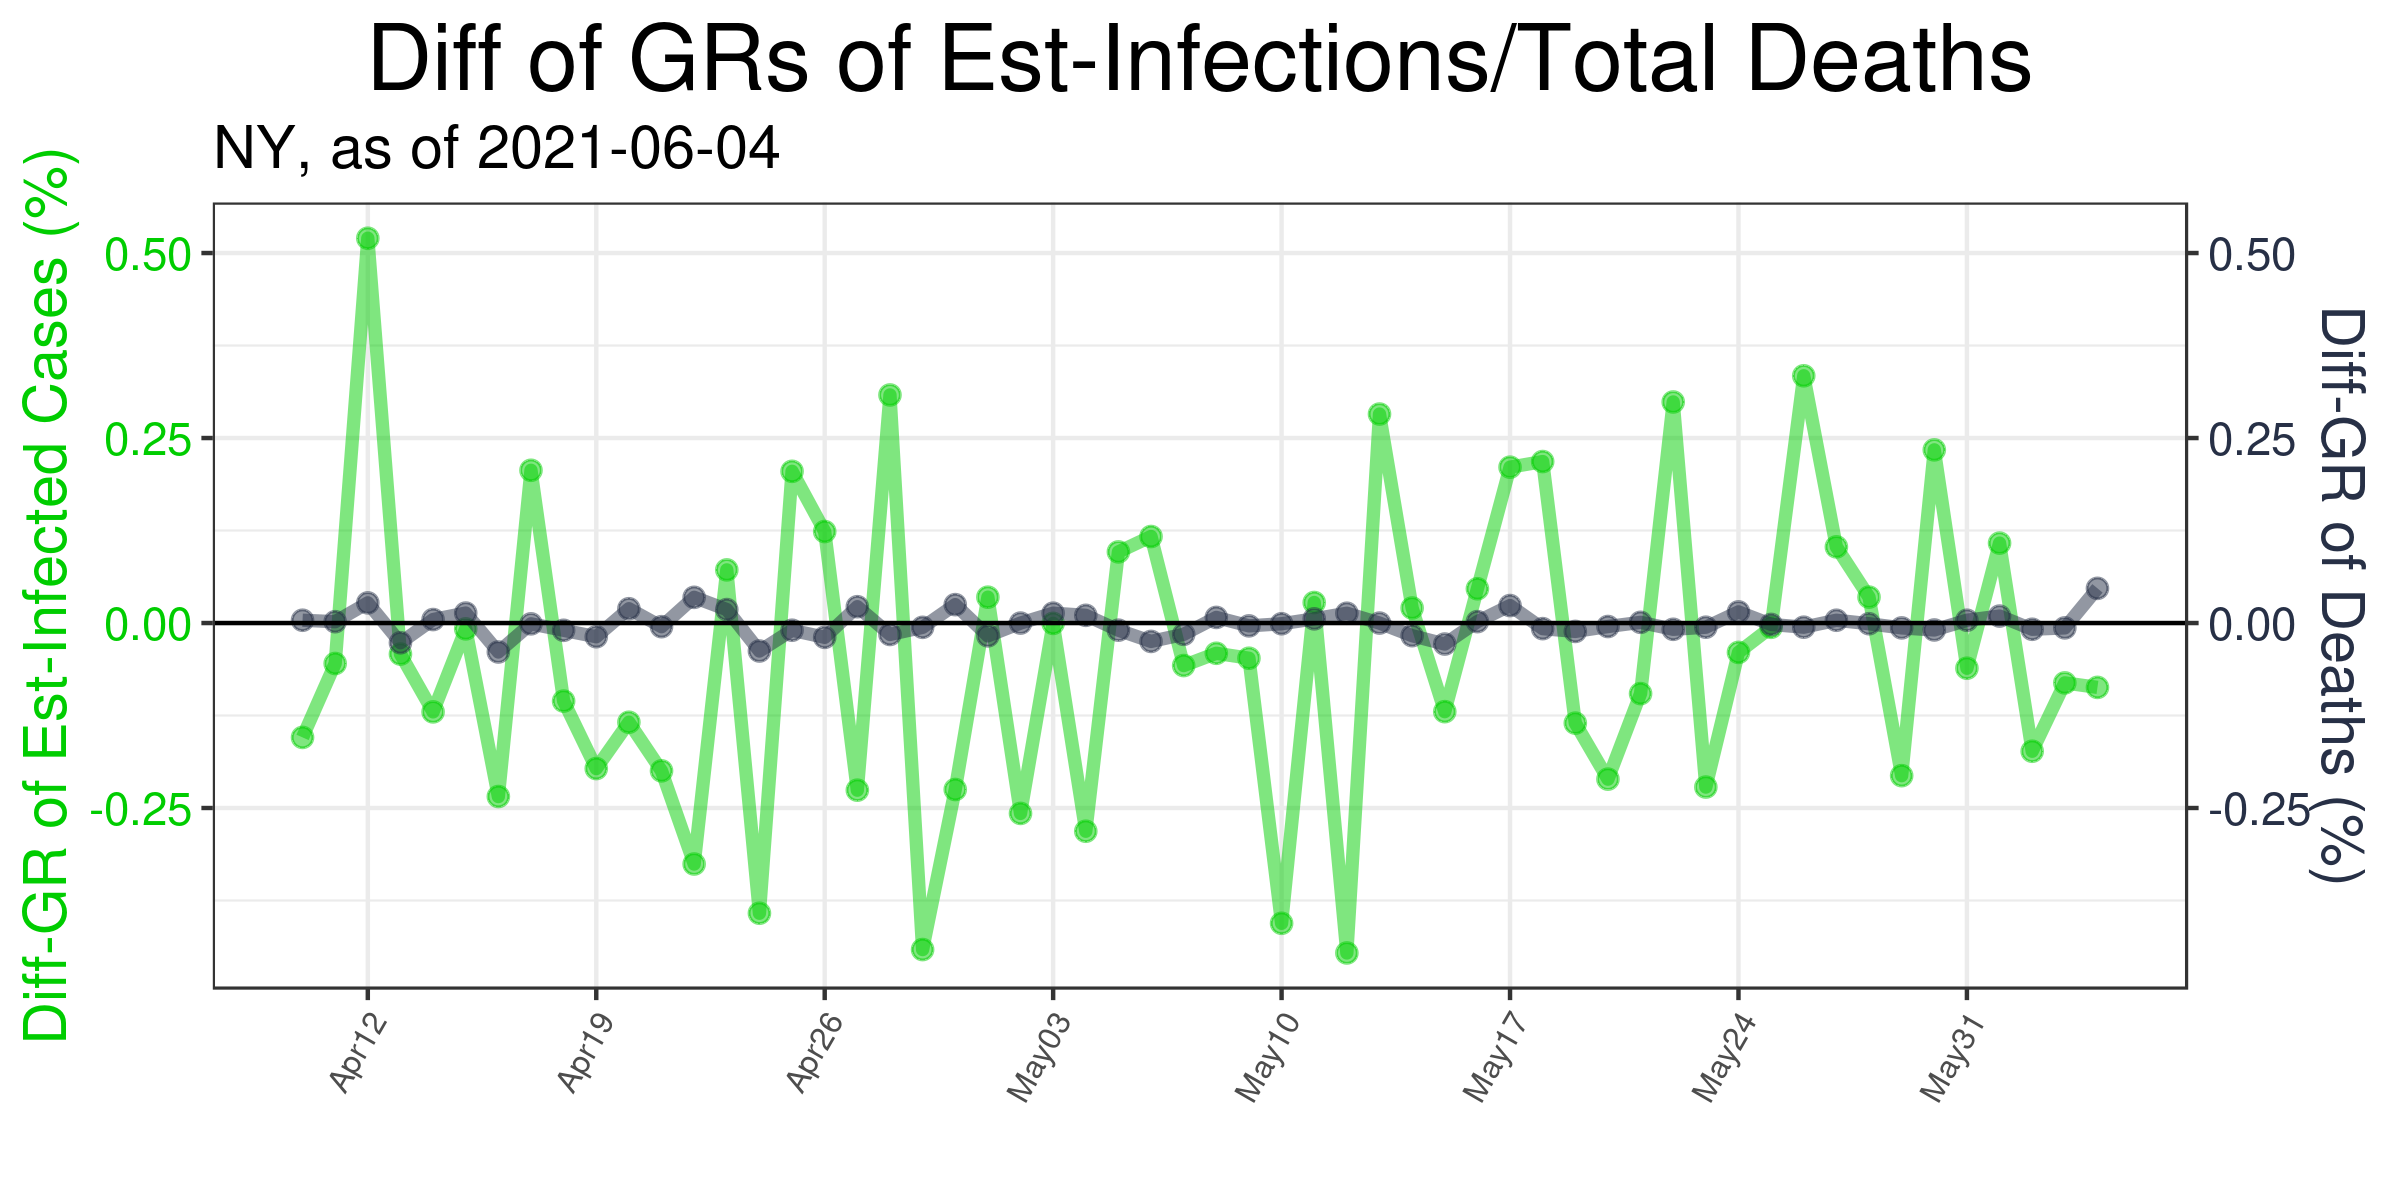 Diff of GRs of Est-Infections/Total Deaths
NY, as of 2021-06-04
Diff-GR of Est-Infected Cases (%)
0.50
0.25
0.00
-0.25
0.50
0.25
0.00
-0.25
Diff-GR of Deaths (%)
Apr12
Apr19
Apr26
May03
May10
May17
May24
May31